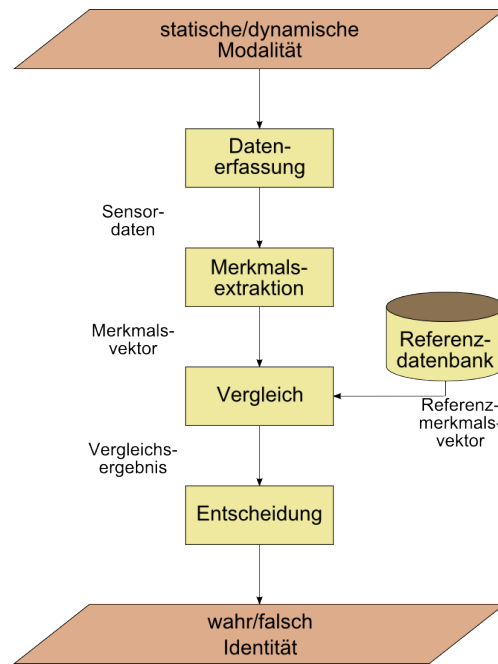 statische/dynamische
Modalität
Daten-
erfassung
Sensor-
daten
Merkmals-
extraktion
Merkmals-
vektor
Referenz-
datenbank
Vergleich
Referenz-
merkmals-
vektor
Vergleichs-
ergebnis
Entscheidung
wahr/falsch
Identität